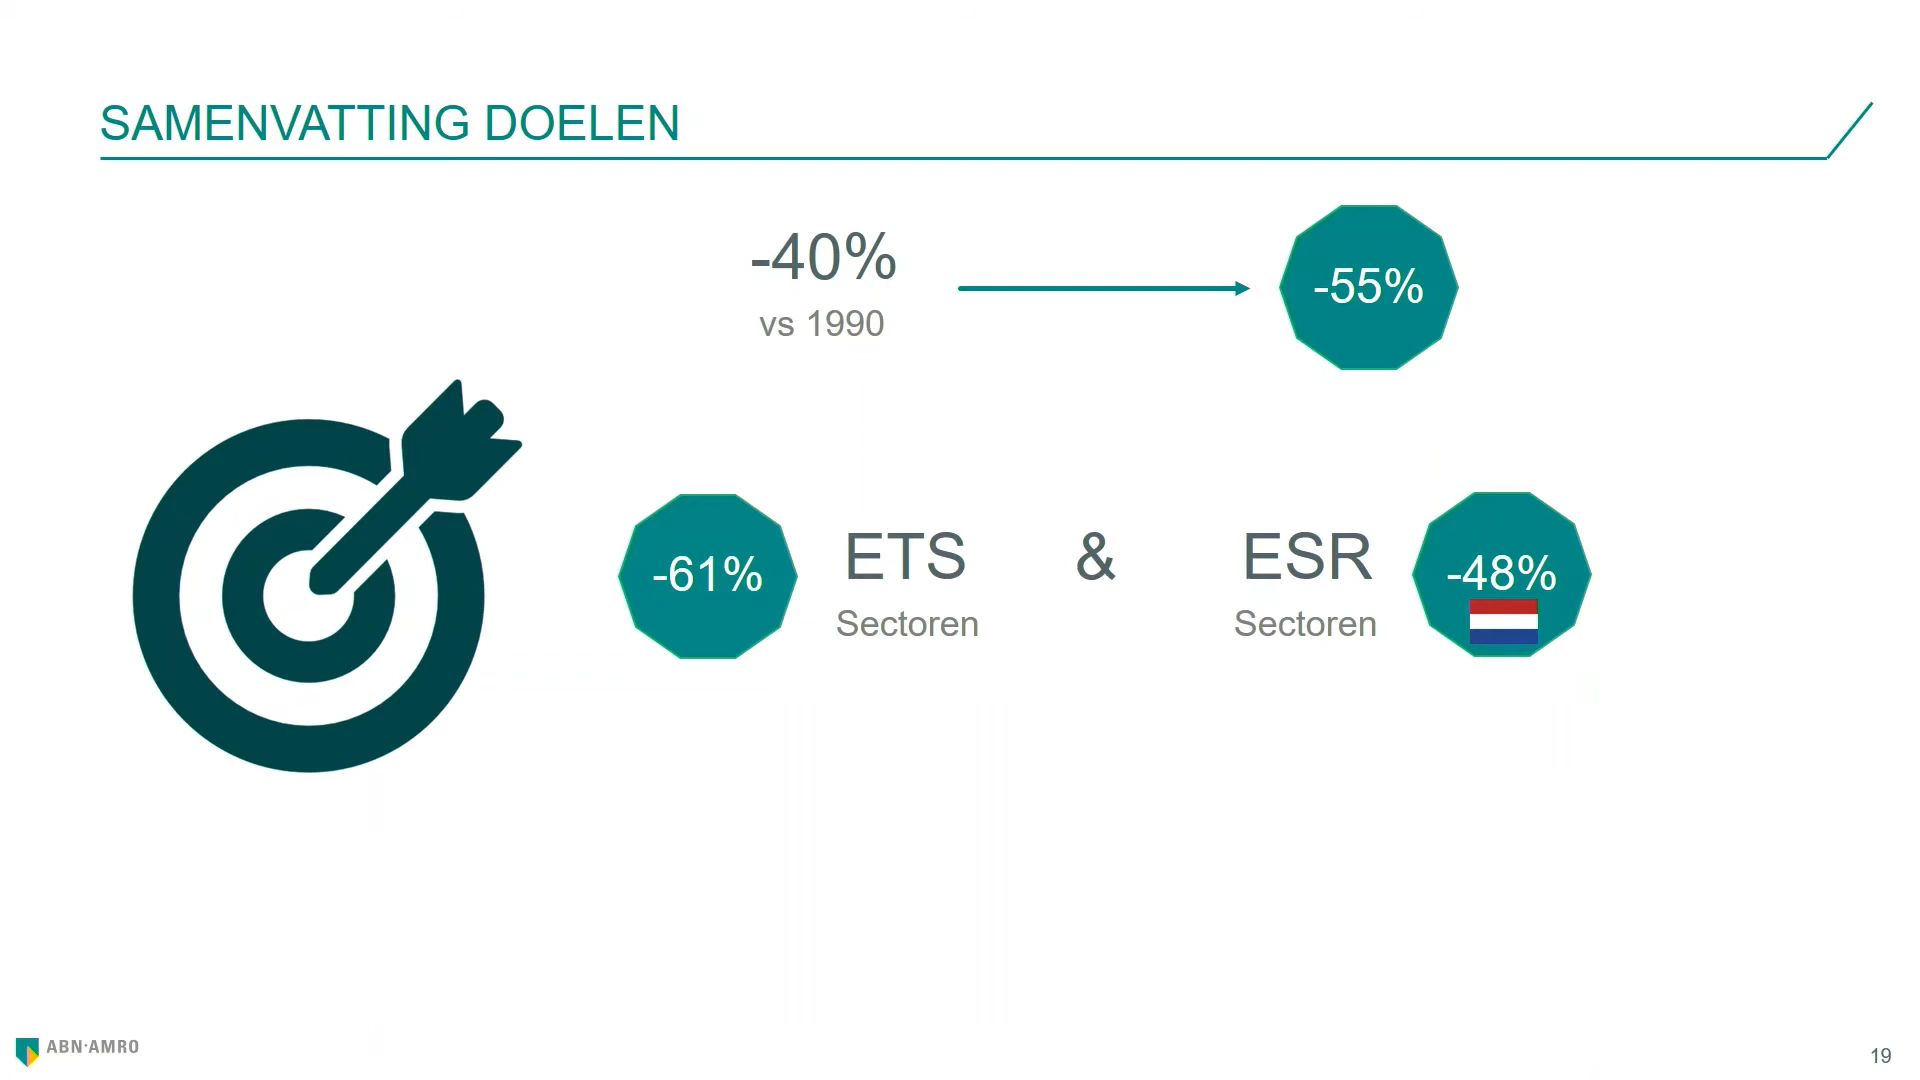 SAMENVATTING DOELEN
-40%
vs 1990
-55%
-61%
ETS
Sectoren
&
ESR
Sectoren
-48%
ABN·AMRO
19